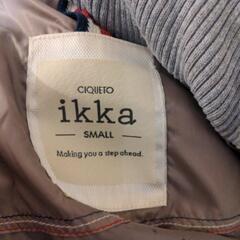 CIQUETO
ikka
SMALL
Making you a step ahead.